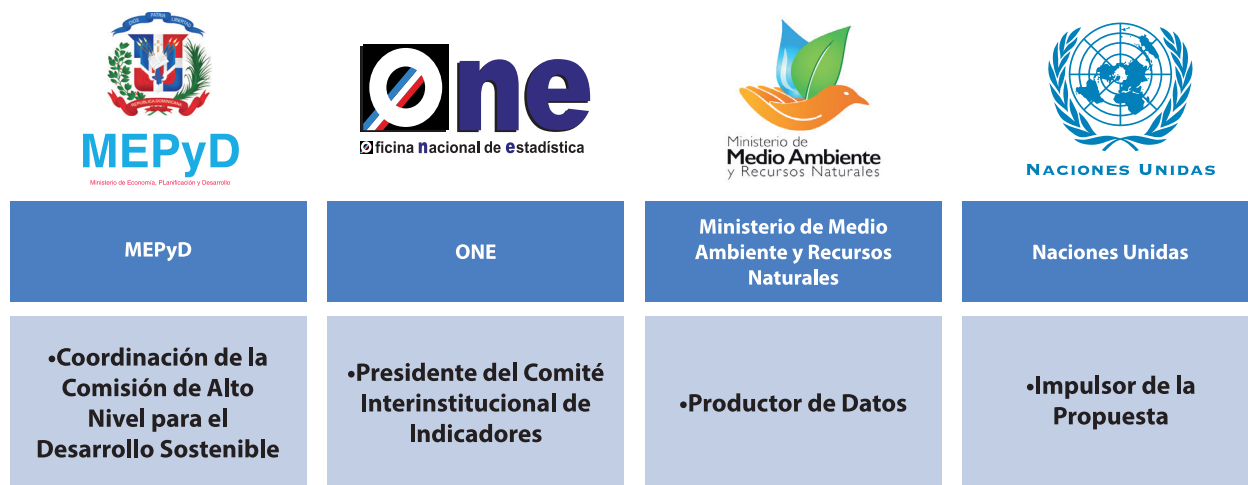 DIOS PATRIA LIBERTAD
REPÚBLICA DOMINICANA
MEPyD
Ministerio de Economía, PLanificación y Desarrollo
One
Oficina nacional de estadística
Ministerio de
Medio Ambiente
y Recursos Naturales
NACIONES UNIDAS
MEPyD
ONE
Ministerio de Medio
Ambiente y Recursos
Naturales
Naciones Unidas
•Coordinación de la
Comisión de Alto
Nivel para el
Desarrollo Sostenible
•Presidente del Comité
Interinstitucional de
Indicadores
•Productor de Datos
•Impulsor de la
Propuesta